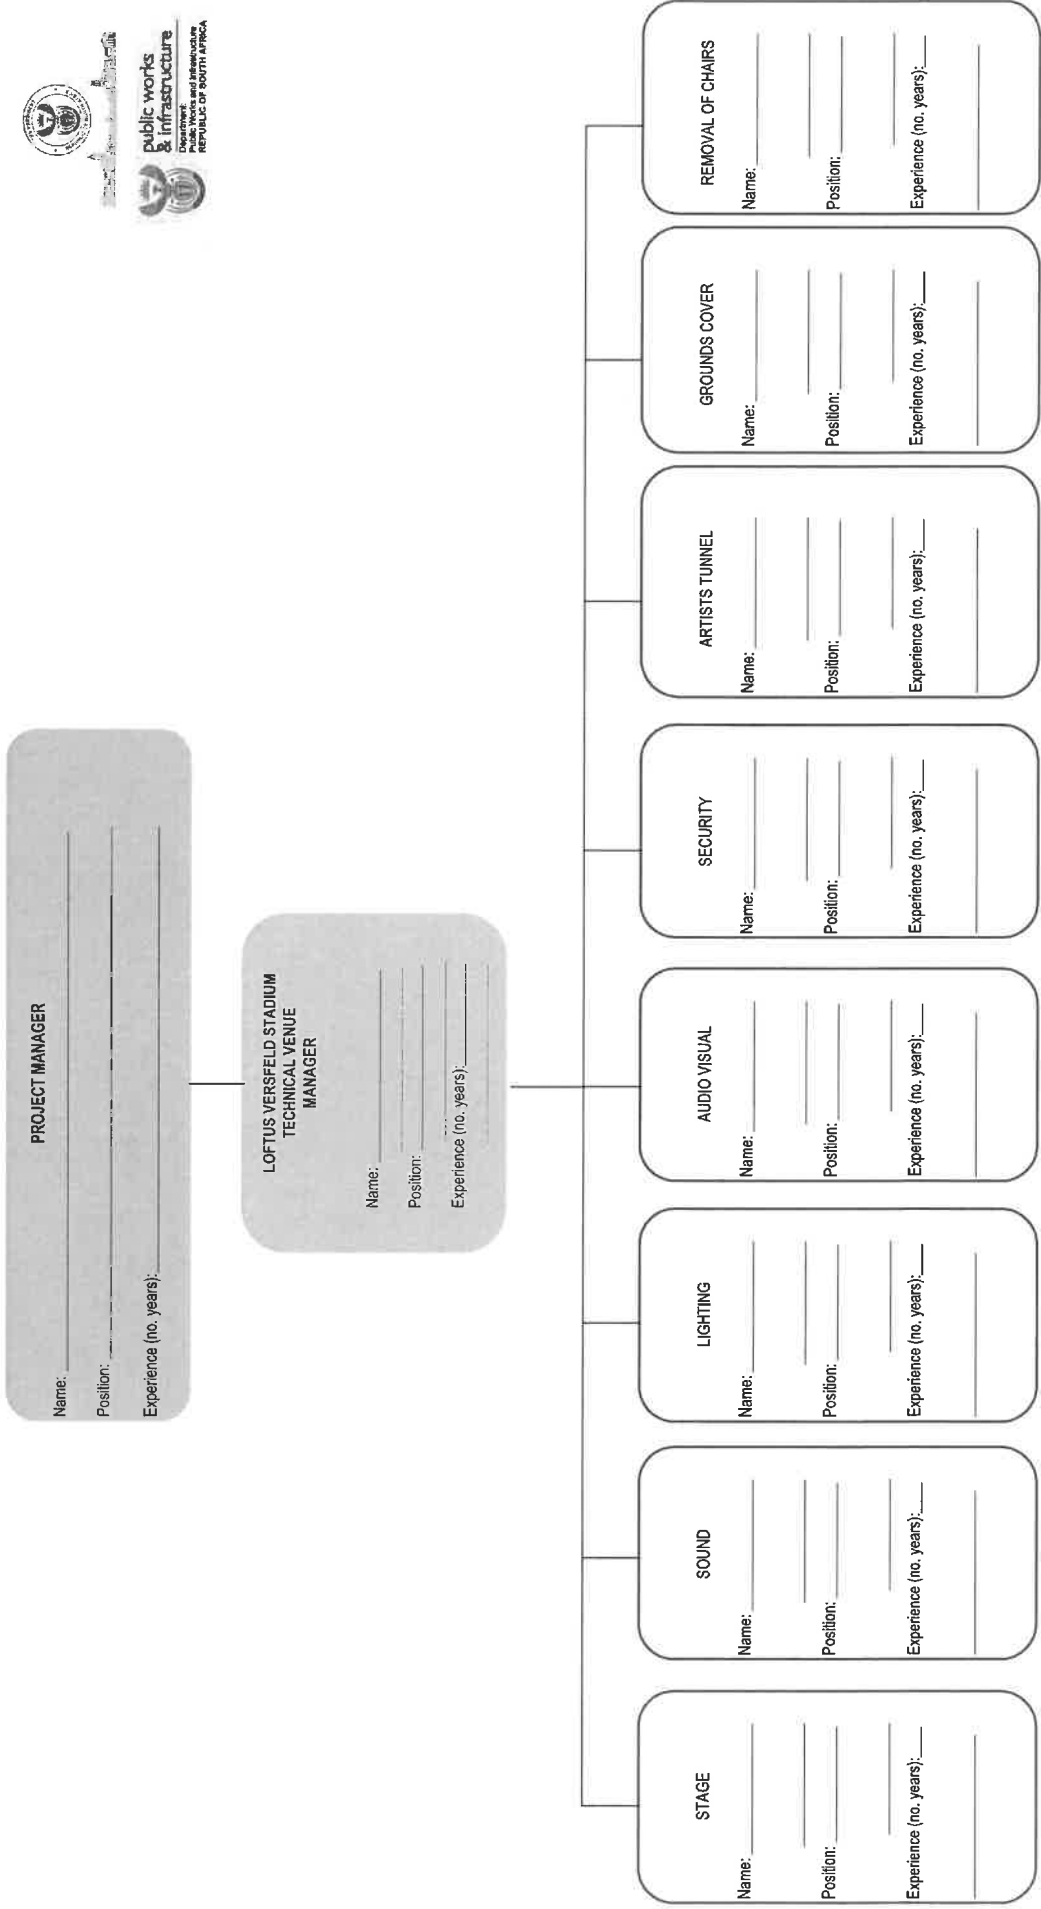 public works
& infrastructure
Department:
Public Works and Infrastructure
REPUBLIC OF SOUTH AFRICA
PROJECT MANAGER
Name:
Position:
Experience (no. years):
LOFTUS VERSFELD STADIUM
TECHNICAL VENUE
MANAGER
Name:
Position:
Experience (no. years):
STAGE
Name:
Position:
Experience (no. years):
SOUND
Name:
Position:
Experience (no. years):
LIGHTING
Name:
Position:
Experience (no. years):
AUDIO VISUAL
Name:
Position:
Experience (no. years):
SECURITY
Name:
Position:
Experience (no. years):
ARTISTS TUNNEL
Name:
Position:
Experience (no. years):
GROUNDS COVER
Name:
Position:
Experience (no. years):
REMOVAL OF CHAIRS
Name:
Position:
Experience (no. years):